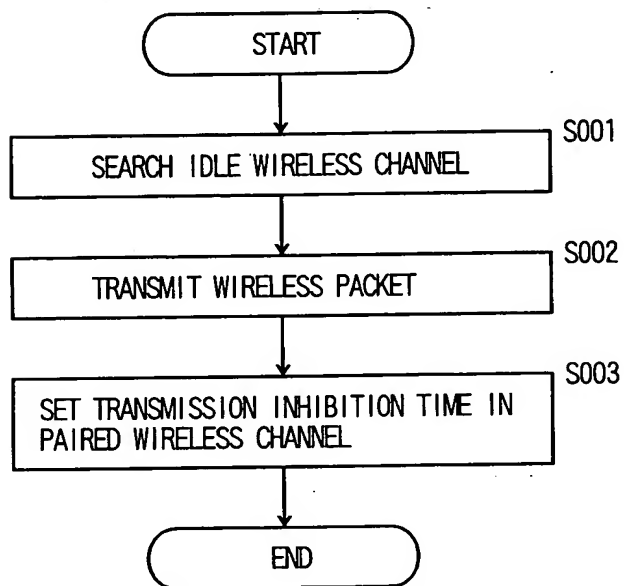 START
S001
SEARCH IDLE WIRELESS CHANNEL
S002
TRANSMIT WIRELESS PACKET
S003
SET TRANSMISSION INHIBITION TIME IN
PAIRED WIRELESS CHANNEL
END